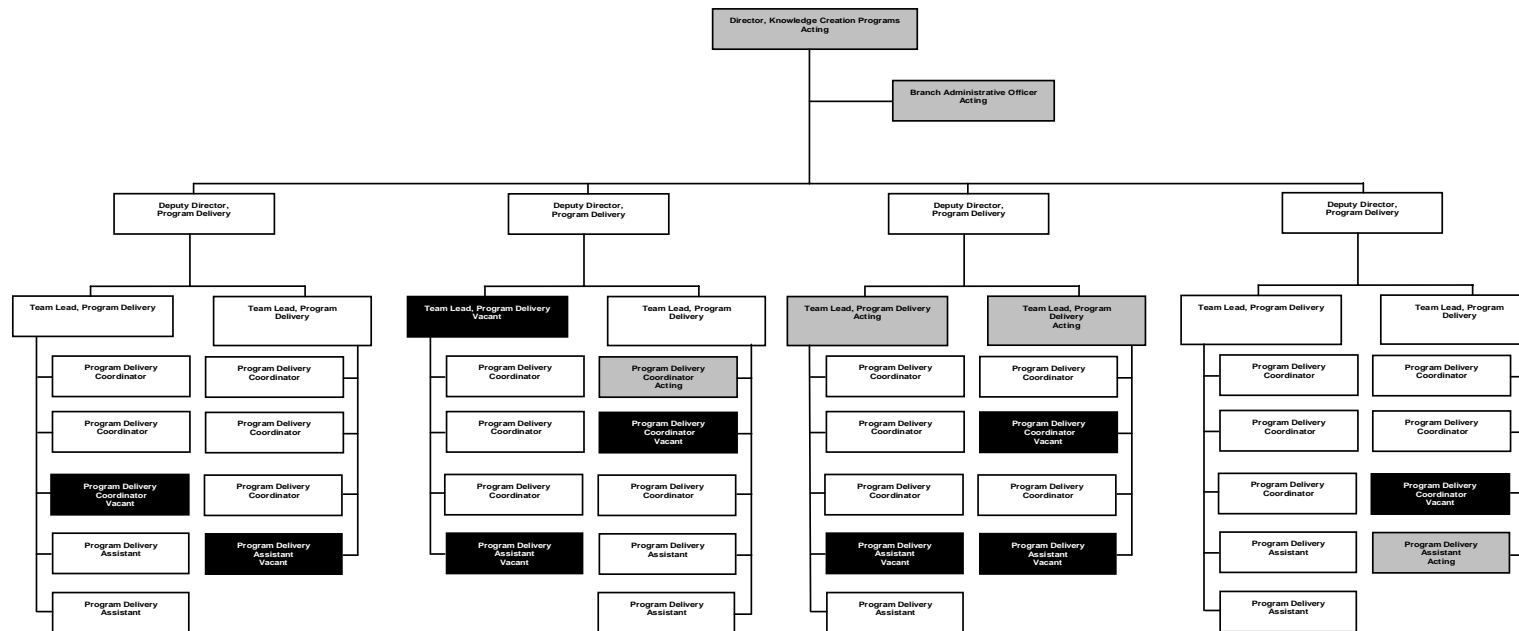 Director, Knowledge Creation Programs
Acting
Branch Administrative Officer
Acting
Deputy Director,
Program Delivery
Deputy Director,
Program Delivery
Deputy Director,
Program Delivery
Deputy Director,
Program Delivery
Team Lead, Program Delivery
Team Lead, Program
Delivery
Team Lead, Program Delivery
Vacant
Team Lead, Program
Delivery
Team Lead, Program Delivery
Acting
Team Lead, Program
Delivery
Acting
Team Lead, Program Delivery
Team Lead, Program
Delivery
Program Delivery
Coordinator
Program Delivery
Coordinator
Program Delivery
Coordinator
Program Delivery
Coordinator
Acting
Program Delivery
Coordinator
Program Delivery
Coordinator
Program Delivery
Coordinator
Program Delivery
Coordinator
Program Delivery
Coordinator
Program Delivery
Coordinator
Program Delivery
Coordinator
Program Delivery
Coordinator
Vacant
Program Delivery
Coordinator
Program Delivery
Coordinator
Vacant
Program Delivery
Coordinator
Program Delivery
Coordinator
Program Delivery
Coordinator
Vacant
Program Delivery
Coordinator
Program Delivery
Coordinator
Program Delivery
Coordinator
Program Delivery
Coordinator
Program Delivery
Coordinator
Program Delivery
Coordinator
Program Delivery
Coordinator
Vacant
Program Delivery
Assistant
Program Delivery
Assistant
Vacant
Program Delivery
Assistant
Vacant
Program Delivery
Assistant
Program Delivery
Assistant
Vacant
Program Delivery
Assistant
Vacant
Program Delivery
Assistant
Program Delivery
Assistant
Acting
Program Delivery
Assistant
Program Delivery
Assistant
Program Delivery
Assistant
Program Delivery
Assistant